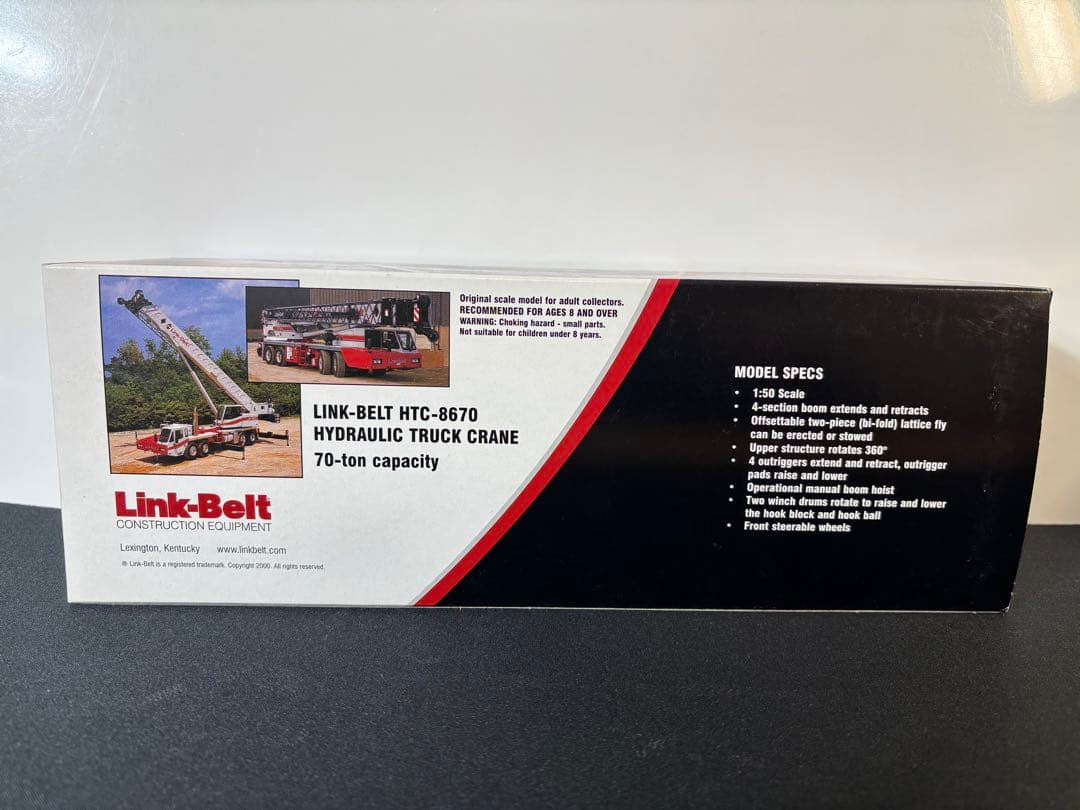 Original scale model for adult collectors.
RECOMMENDED FOR AGES 8 AND OVER
WARNING: Choking hazard - small parts.
Not suitable for children under 8 years.
LINK-BELT HTC-8670
HYDRAULIC TRUCK CRANE
70-ton capacity
Link-Belt
CONSTRUCTION EQUIPMENT
Lexington, Kentucky www.linkbelt.com
® Link-Belt is a registered trademark. Copyright 2000. All rights reserved.
MODEL SPECS
• 1:50 Scale
• 4-section boom extends and retracts
• Offsettable two-piece (bi-fold) lattice fly
can be erected or stowed
• Upper structure rotates 360°
• 4 outriggers extend and retract, outrigger
pads raise and lower
• Operational manual boom hoist
• Two winch drums rotate to raise and lower
the hook block and hook ball
• Front steerable wheels